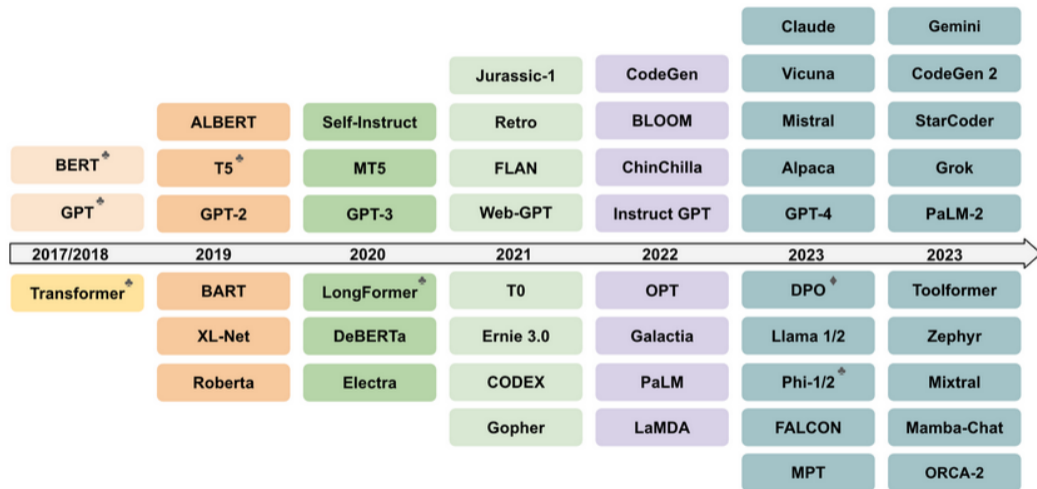 Claude Gemini
Jurassic-1 CodeGen Vicuna CodeGen 2
ALBERT Self-Instruct Retro BLOOM Mistral StarCoder
BERT♣ T5♣ MT5 FLAN ChinChilla Alpaca Grok
GPT♣ GPT-2 GPT-3 Web-GPT Instruct GPT GPT-4 PaLM-2
2017/2018 2019 2020 2021 2022 2023 2023
Transformer♣ BART LongFormer♣ T0 OPT DPO♦ Toolformer
XL-Net DeBERTa Ernie 3.0 Galactia Llama 1/2 Zephyr
Roberta Electra CODEX PaLM Phi-1/2♣ Mixtral
Gopher LaMDA FALCON Mamba-Chat
MPT ORCA-2